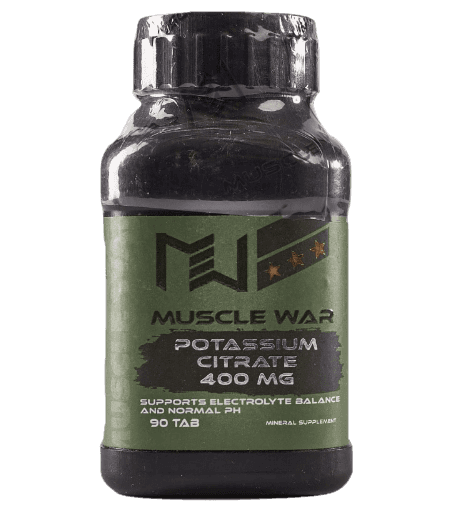 MW
MUSCLE WAR
POTASSIUM
CITRATE
400 MG
SUPPORTS ELECTROLYTE BALANCE
AND NORMAL PH
90 TAB
MINERAL SUPPLEMENT